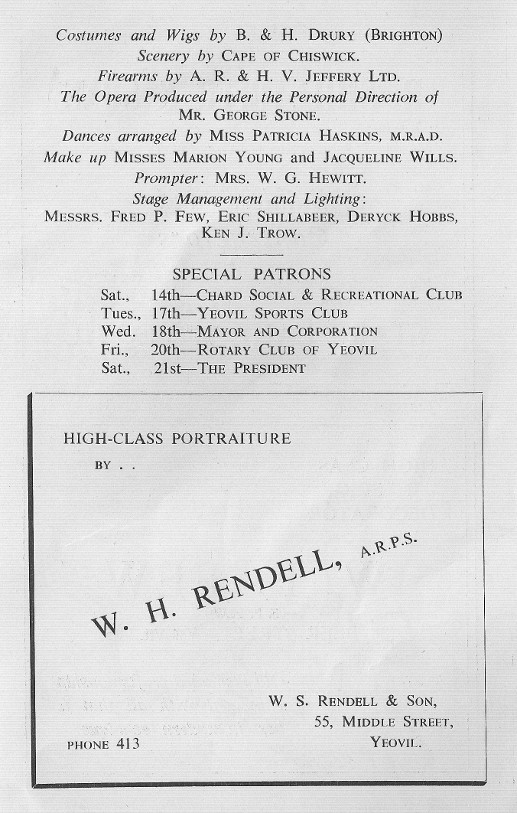 Costumes and Wigs by B. & H. DRURY (BRIGHTON)
Scenery by CAPE OF CHISWICK.
Firearms by A. R. & H. V. JEFFERY LTD.
The Opera Produced under the Personal Direction of
MR. GEORGE STONE.
Dances arranged by MISS PATRICIA HASKINS, M.R.A.D.
Make up MISSES MARION YOUNG and JACQUELINE WILLS.
Prompter: MRS. W. G. HEWITT.
Stage Management and Lighting:
MESSRS. FRED P. FEW, ERIC SHILLABEER, DERYCK HOBBS,
KEN J. TROW.
SPECIAL PATRONS
Sat., 14th—CHARD SOCIAL & RECREATIONAL CLUB
Tues., 17th—YEOVIL SPORTS CLUB
Wed. 18th—MAYOR AND CORPORATION
Fri., 20th—ROTARY CLUB OF YEOVIL
Sat., 21st—THE PRESIDENT
HIGH-CLASS PORTRAITURE
BY . .
W. H. RENDELL, A.R.P.S.
W. S. RENDELL & SON,
55, MIDDLE STREET,
PHONE 413 YEOVIL.